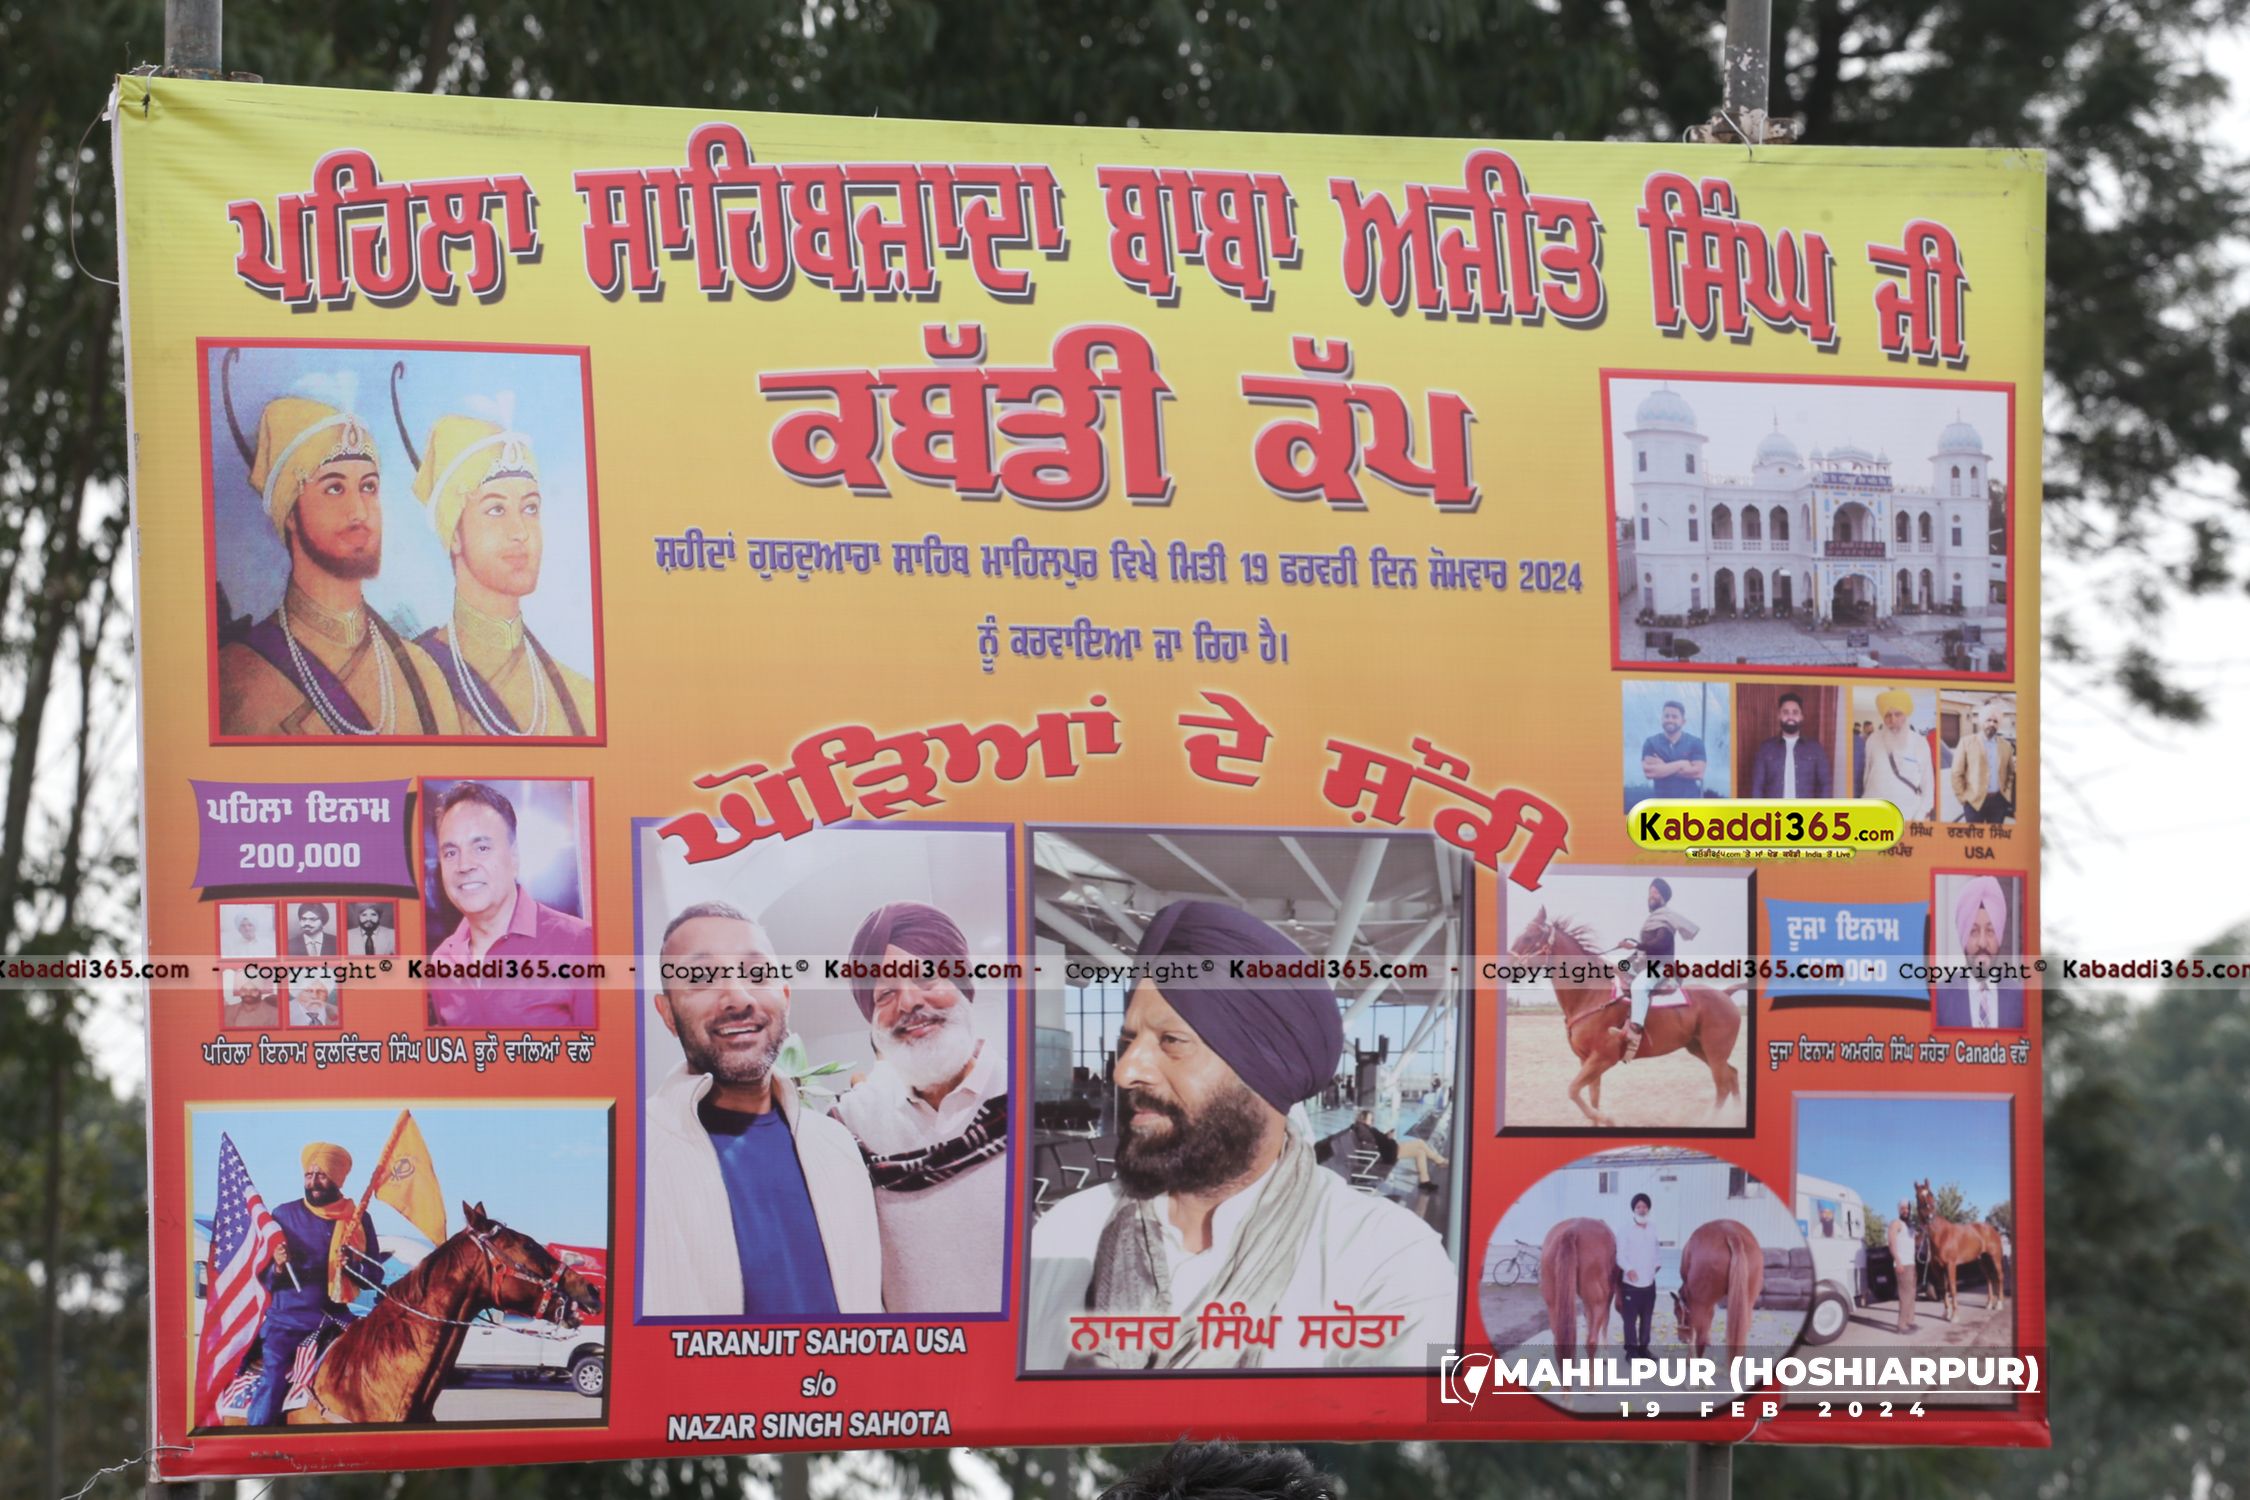 ਪਹਿਲਾ ਸਾਹਿਬਜ਼ਾਦਾ ਬਾਬਾ ਅਜੀਤ ਸਿੰਘ ਜੀ
ਕਬੱਡੀ ਕੱਪ
ਸ਼ਹੀਦਾਂ ਗੁਰਦੁਆਰਾ ਸਾਹਿਬ ਮਾਹਿਲਪੁਰ ਵਿਖੇ ਮਿਤੀ 19 ਫਰਵਰੀ ਦਿਨ ਸੋਮਵਾਰ 2024
ਨੂੰ ਕਰਵਾਇਆ ਜਾ ਰਿਹਾ ਹੈ।
ਘੋੜਿਆਂ ਦੇ ਸ਼ੌਕੀ
ਪਹਿਲਾ ਇਨਾਮ
200,000
Kabaddi365.com
ਸਿੰਘ
ਰਣਵੀਰ ਸਿੰਘ
USA
ਦੂਜਾ ਇਨਾਮ
150,000
Kabaddi365.com - Copyright© Kabaddi365.com - Copyright© Kabaddi365.com - Copyright© Kabaddi365.com - Copyright© Kabaddi365.com - Copyright© Kabaddi365.com
ਪਹਿਲਾ ਇਨਾਮ ਕੁਲਵਿੰਦਰ ਸਿੰਘ USA ਭੂਨੌ ਵਾਲਿਆਂ ਵਲੋਂ
ਦੂਜਾ ਇਨਾਮ ਅਮਰੀਕ ਸਿੰਘ ਸਹੋਤਾ Canada ਵਲੋਂ
TARANJIT SAHOTA USA
s/o
NAZAR SINGH SAHOTA
ਨਾਜਰ ਸਿੰਘ ਸਹੋਤਾ
MAHILPUR (HOSHIARPUR)
19 FEB 2024